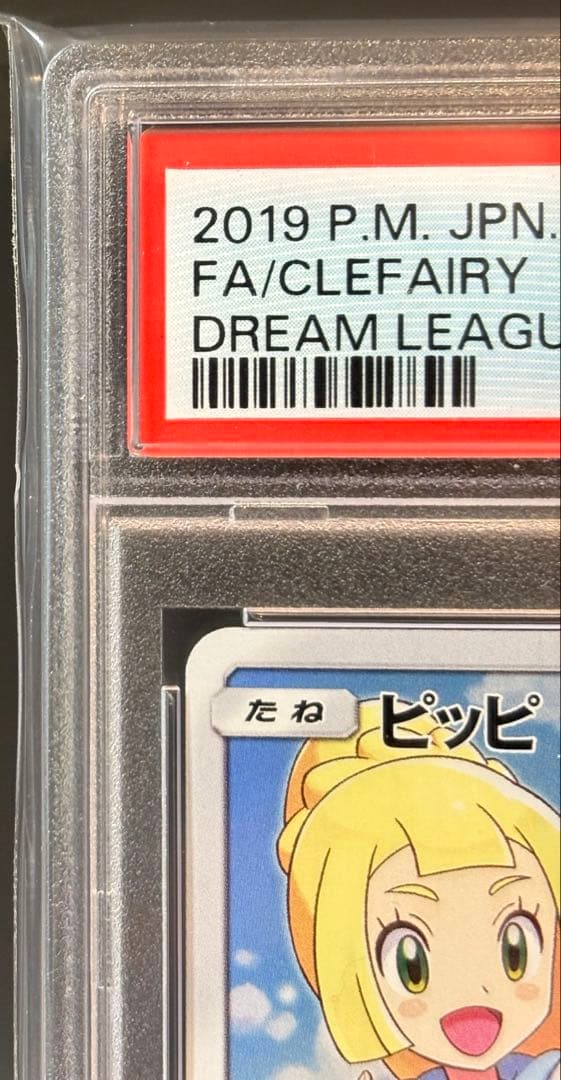 2019 P.M. JPN.
FA/CLEFAIRY
DREAM LEAGU
たね ピッピ